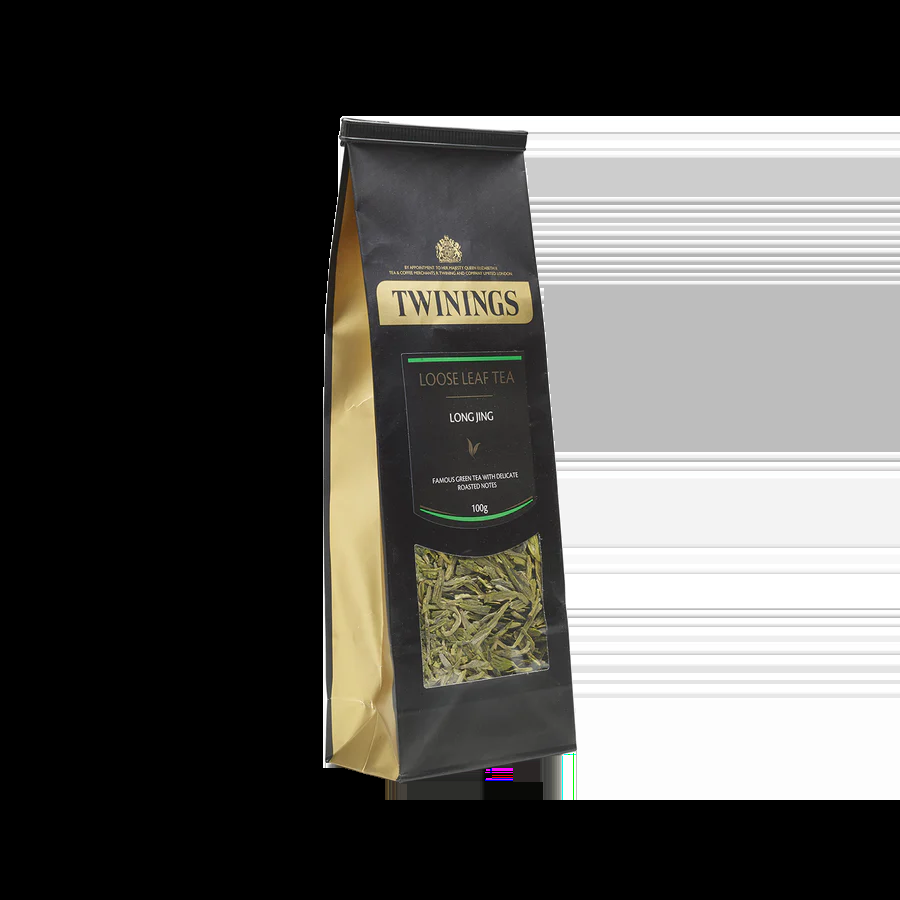 BY APPOINTMENT TO HER MAJESTY QUEEN ELIZABETH II
TEA & COFFEE MERCHANTS R. TWINING AND COMPANY LIMITED LONDON
TWININGS
LOOSE LEAF TEA
LONG JING
FAMOUS GREEN TEA WITH DELICATE
ROASTED NOTES
100g